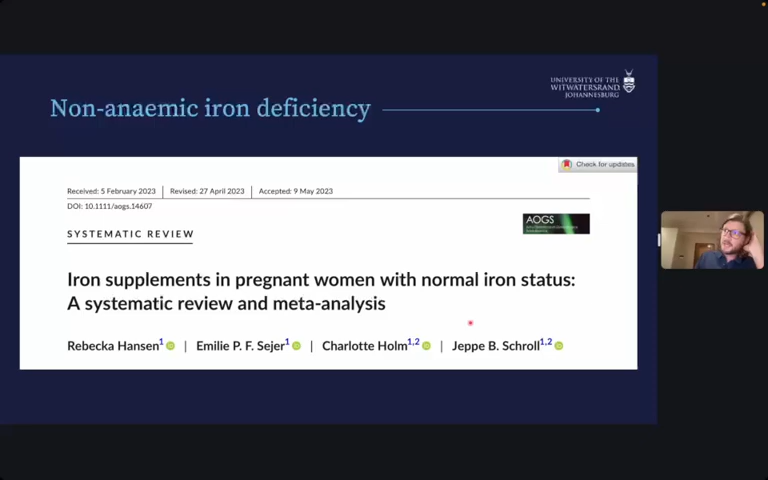 UNIVERSITY OF THE
WITWATERSRAND
JOHANNESBURG
Non-anaemic iron deficiency
Check for updates
Received: 5 February 2023 | Revised: 27 April 2023 | Accepted: 9 May 2023
DOI: 10.1111/aogs.14607
AOGS
SYSTEMATIC REVIEW
Iron supplements in pregnant women with normal iron status:
A systematic review and meta-analysis
Rebecka Hansen1 | Emilie P. F. Sejer1 | Charlotte Holm1,2 | Jeppe B. Schroll1,2